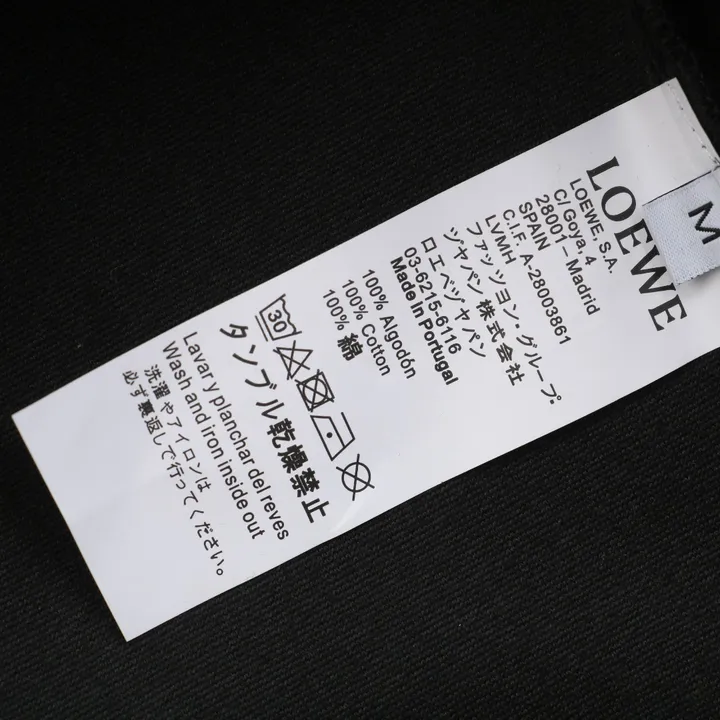 M
LOEWE
LOEWE, S.A.
C/ Goya, 4
28001 – Madrid
SPAIN
C.I.F. A-28003861
LVMH
ファッション・グループ・
ジャパン株式会社
ロエベジャパン
03-6215-6116
Made in Portugal
100% Algodón
100% Cotton
100% 綿
30
タンブル乾燥禁止
Lavar y planchar del reves
Wash and iron inside out
洗濯やアイロンは、
必ず裏返しで行ってください。